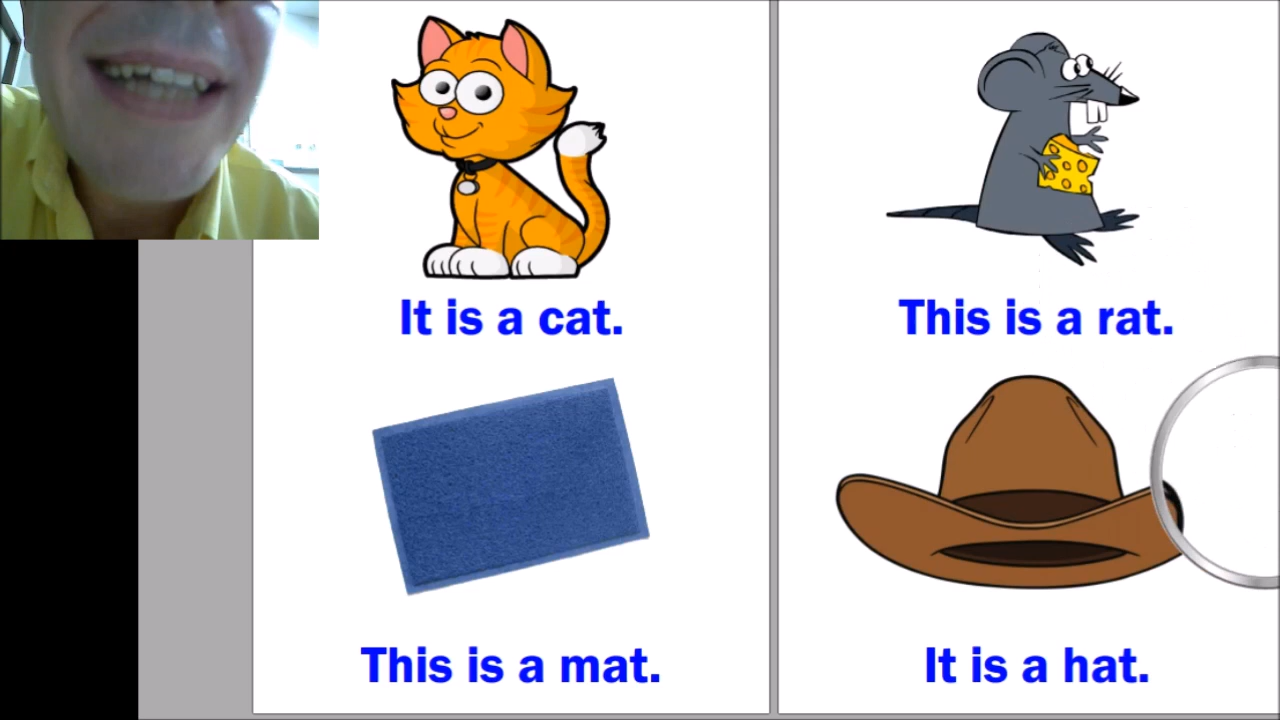 It is a cat.
This is a rat.
This is a mat.
It is a hat.